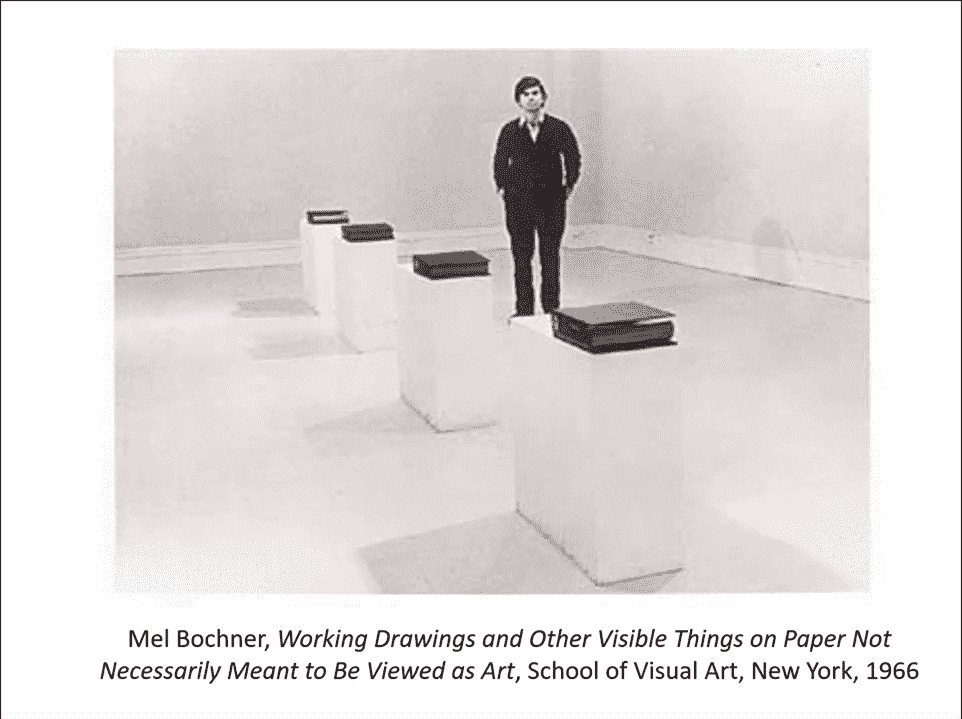 Mel Bochner, Working Drawings and Other Visible Things on Paper Not
Necessarily Meant to Be Viewed as Art, School of Visual Art, New York, 1966